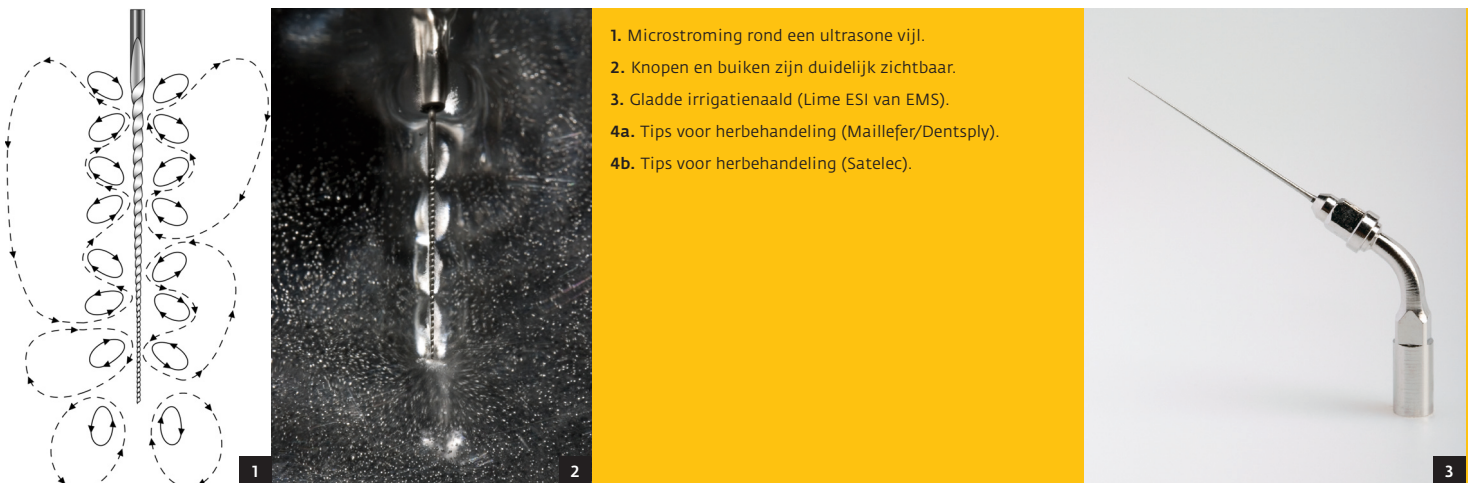 1. Microstroming rond een ultrasone vijl.
2. Knopen en buiken zijn duidelijk zichtbaar.
3. Gladde irrigatienaald (Lime ESI van EMS).
4a. Tips voor herbehandeling (Maillefer/Dentsply).
4b. Tips voor herbehandeling (Satelec).
1
2
3